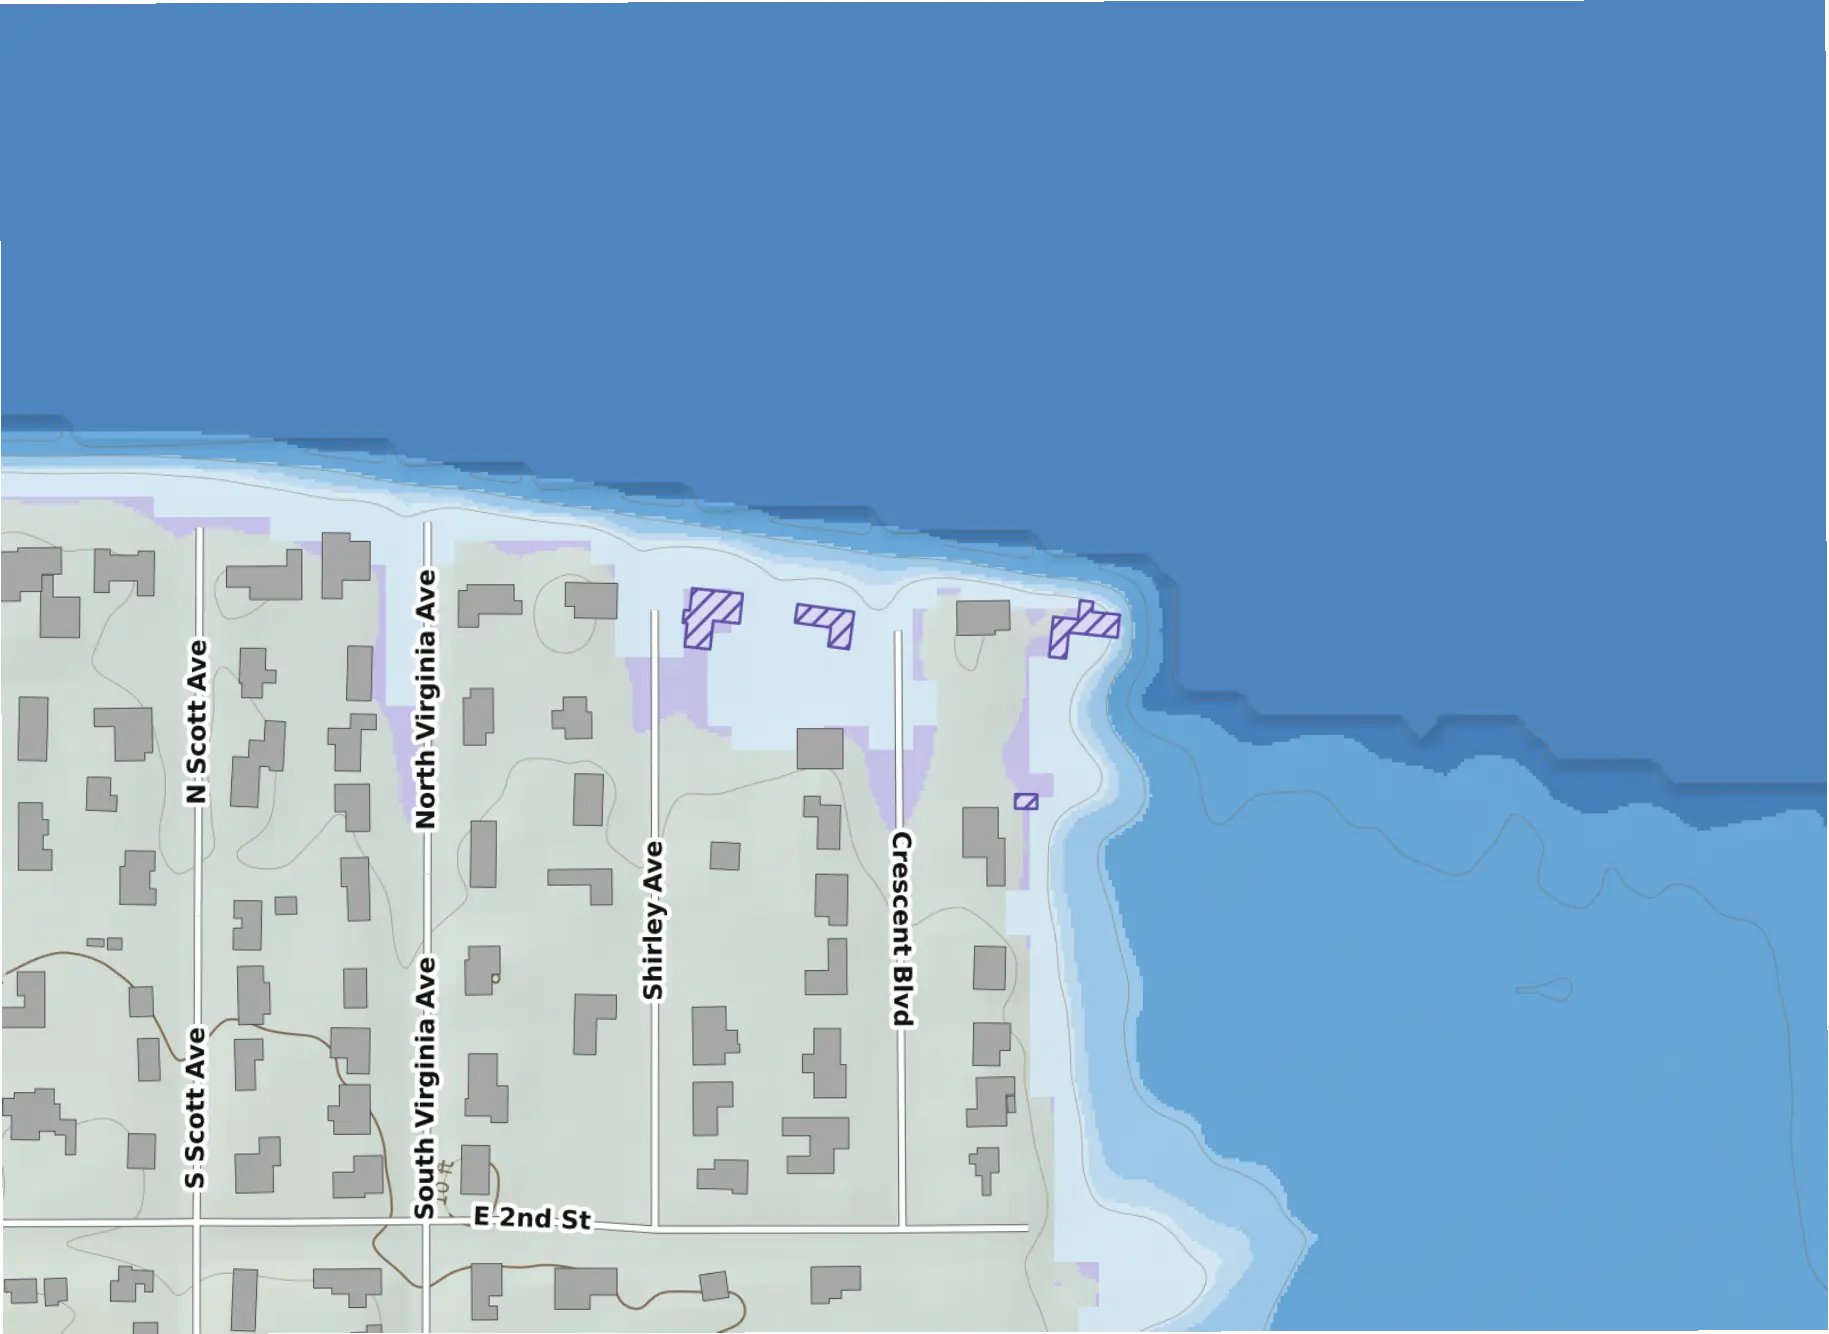 North Virginia Ave
N Scott Ave
Shirley Ave
Crescent Blvd
S Scott Ave
South Virginia Ave
10 ft
E 2nd St